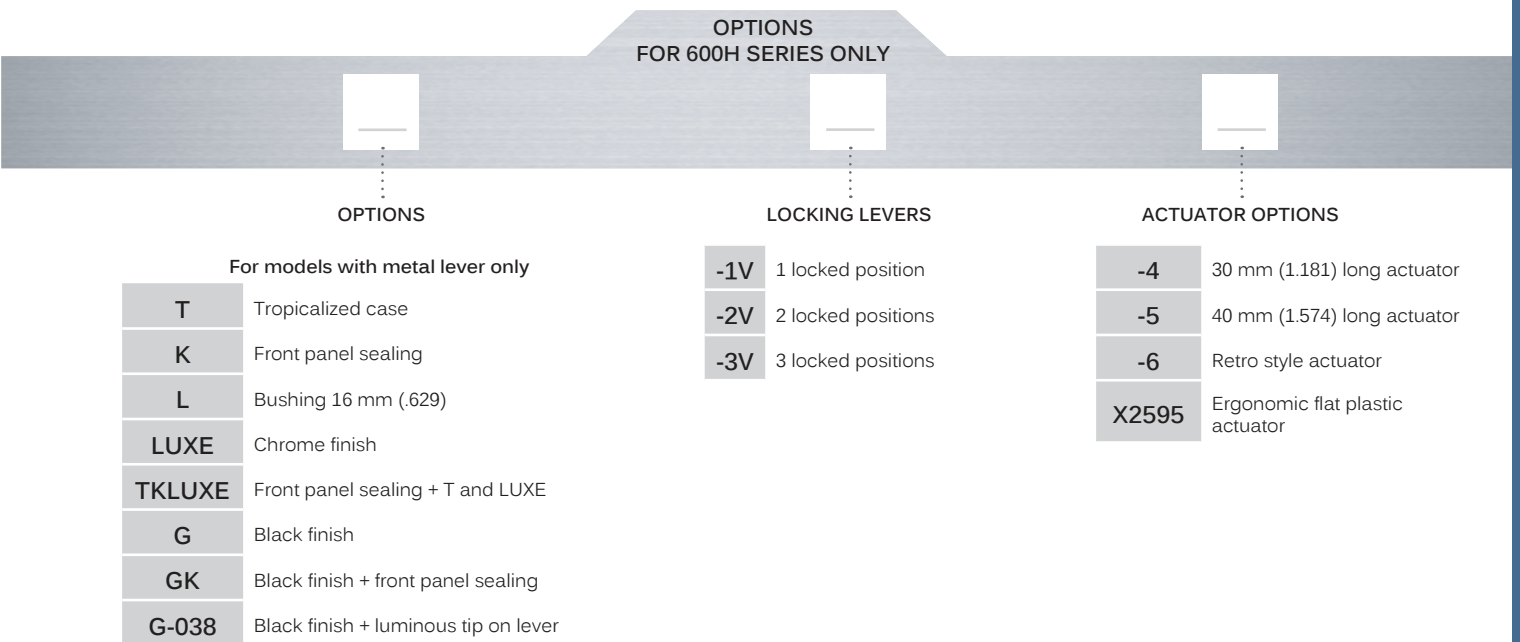 OPTIONS
FOR 600H SERIES ONLY
OPTIONS
For models with metal lever only
T Tropicalized case
K Front panel sealing
L Bushing 16 mm (.629)
LUXE Chrome finish
TKLUXE Front panel sealing + T and LUXE
G Black finish
GK Black finish + front panel sealing
G-038 Black finish + luminous tip on lever
LOCKING LEVERS
-1V 1 locked position
-2V 2 locked positions
-3V 3 locked positions
ACTUATOR OPTIONS
-4 30 mm (1.181) long actuator
-5 40 mm (1.574) long actuator
-6 Retro style actuator
X2595 Ergonomic flat plastic
actuator